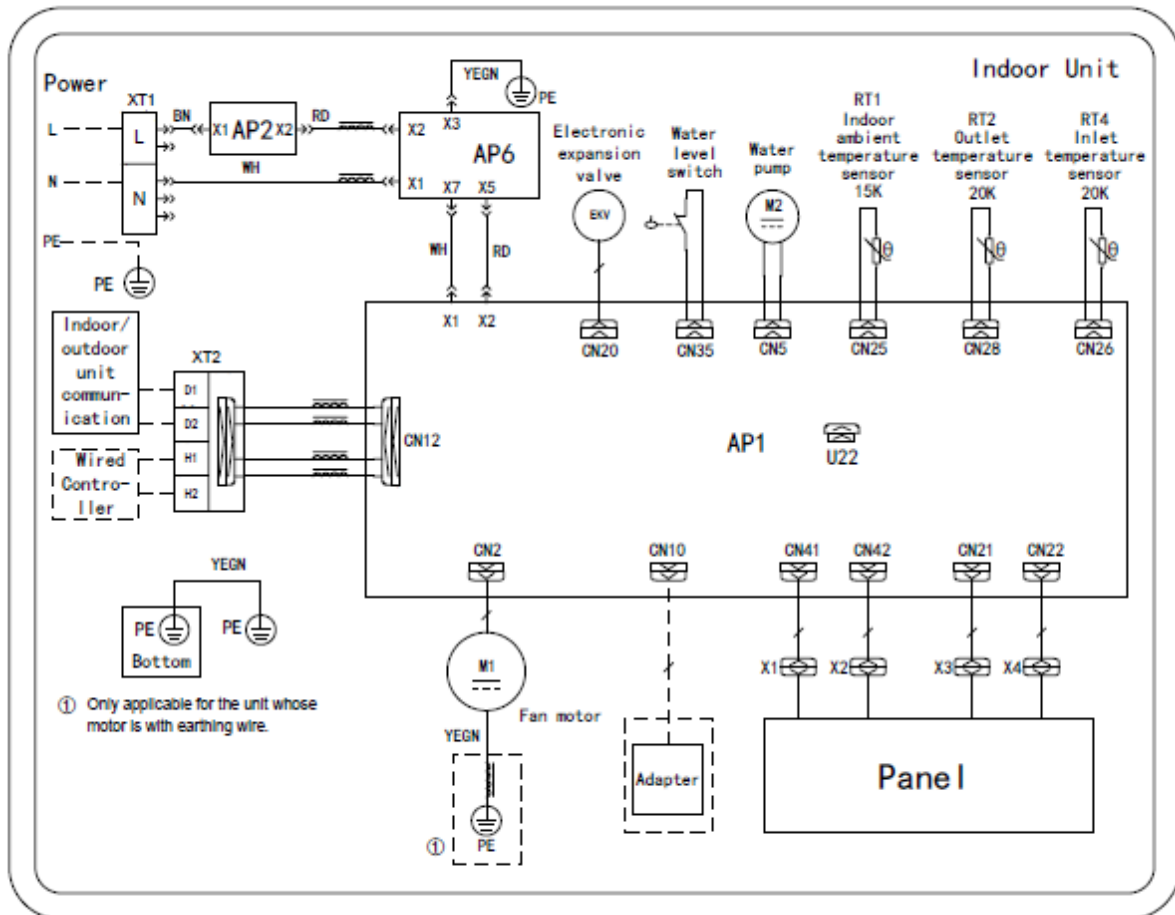 Indoor Unit
Power
XT1
L
L
BN
X1
AP2
X2
RD
WH
N
N
PE
PE
YEGN
PE
X3
X2
AP6
X1
X7
X5
WH
RD
Electronic
expansion
valve
EKV
Water
level
switch
Water
pump
M2
RT1
Indoor
ambient
temperature
sensor
15K
θ
RT2
Outlet
temperature
sensor
20K
θ
RT4
Inlet
temperature
sensor
20K
θ
X1
X2
CN20
CN35
CN5
CN25
CN28
CN26
Indoor/
outdoor
unit
commun-
ication
Wired
Contro-
ller
XT2
D1
D2
H1
H2
CN12
AP1
U22
CN2
CN10
CN41
CN42
CN21
CN22
YEGN
PE
Bottom
PE
① Only applicable for the unit whose
motor is with earthing wire.
M1
Fan motor
YEGN
PE
①
Adapter
X1
X2
X3
X4
Panel